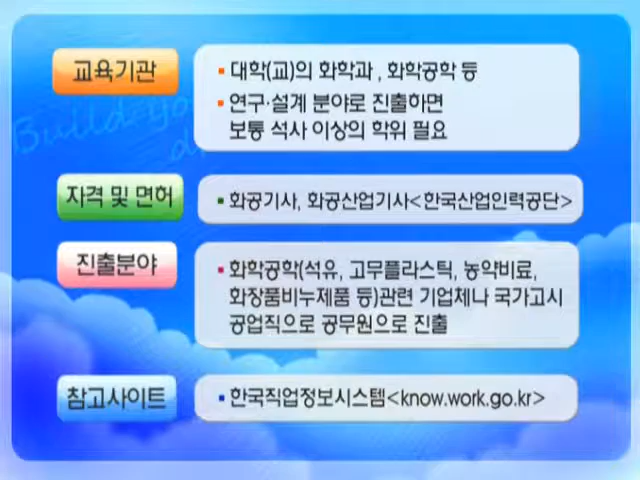 교육기관
▪ 대학(교)의 화학과 , 화학공학 등
▪ 연구·설계 분야로 진출하면
보통 석사 이상의 학위 필요
자격 및 면허
▪ 화공기사, 화공산업기사<한국산업인력공단>
진출분야
▪ 화학공학(석유, 고무플라스틱, 농약비료,
화장품비누제품 등)관련 기업체나 국가고시
공업직으로 공무원으로 진출
참고사이트
▪ 한국직업정보시스템<know.work.go.kr>
Build yo
d